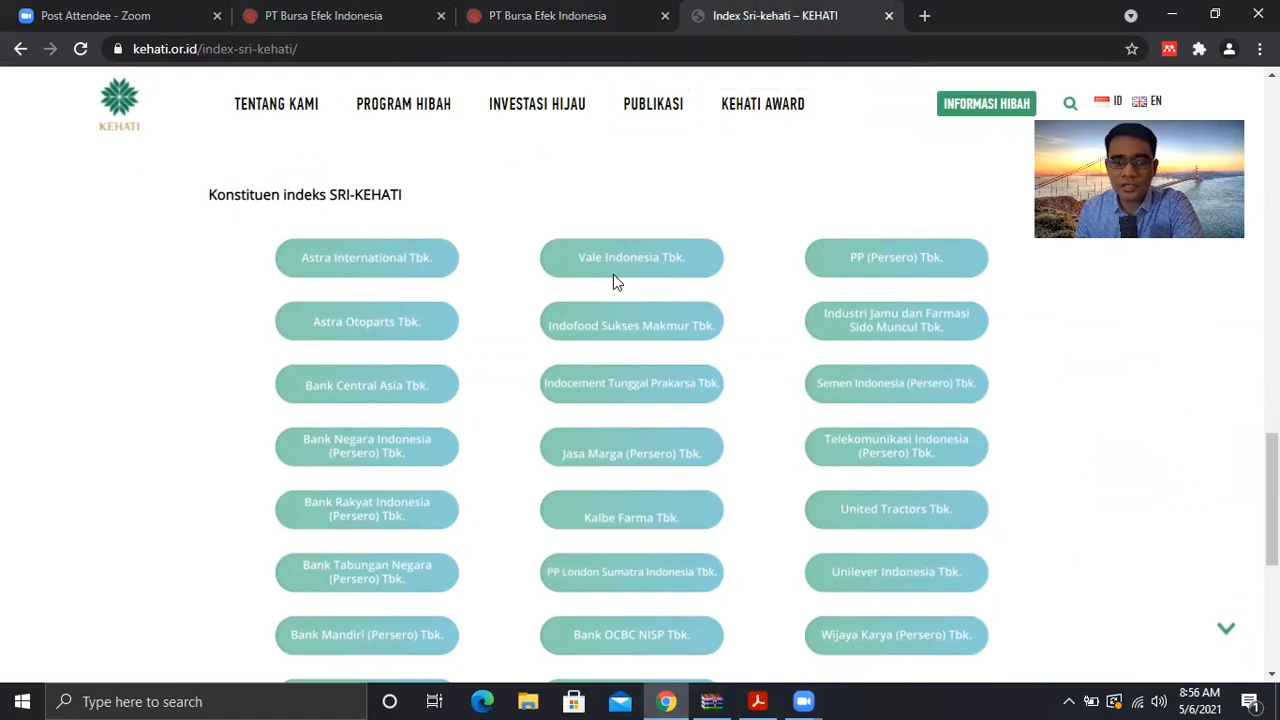 Post Attendee - Zoom
PT Bursa Efek Indonesia
PT Bursa Efek Indonesia
Index Sri-kehati – KEHATI
kehati.or.id/index-sri-kehati/
KEHATI
TENTANG KAMI
PROGRAM HIBAH
INVESTASI HIJAU
PUBLIKASI
KEHATI AWARD
INFORMASI HIBAH
ID
EN
Konstituen indeks SRI-KEHATI
Astra International Tbk.
Vale Indonesia Tbk.
PP (Persero) Tbk.
Astra Otoparts Tbk.
Indofood Sukses Makmur Tbk.
Industri Jamu dan Farmasi
Sido Muncul Tbk.
Bank Central Asia Tbk.
Indocement Tunggal Prakarsa Tbk.
Semen Indonesia (Persero) Tbk.
Bank Negara Indonesia
(Persero) Tbk.
Jasa Marga (Persero) Tbk.
Telekomunikasi Indonesia
(Persero) Tbk.
Bank Rakyat Indonesia
(Persero) Tbk.
Kalbe Farma Tbk.
United Tractors Tbk.
Bank Tabungan Negara
(Persero) Tbk.
PP London Sumatra Indonesia Tbk.
Unilever Indonesia Tbk.
Bank Mandiri (Persero) Tbk.
Bank OCBC NISP Tbk.
Wijaya Karya (Persero) Tbk.
Type here to search
8:56 AM
5/6/2021
1